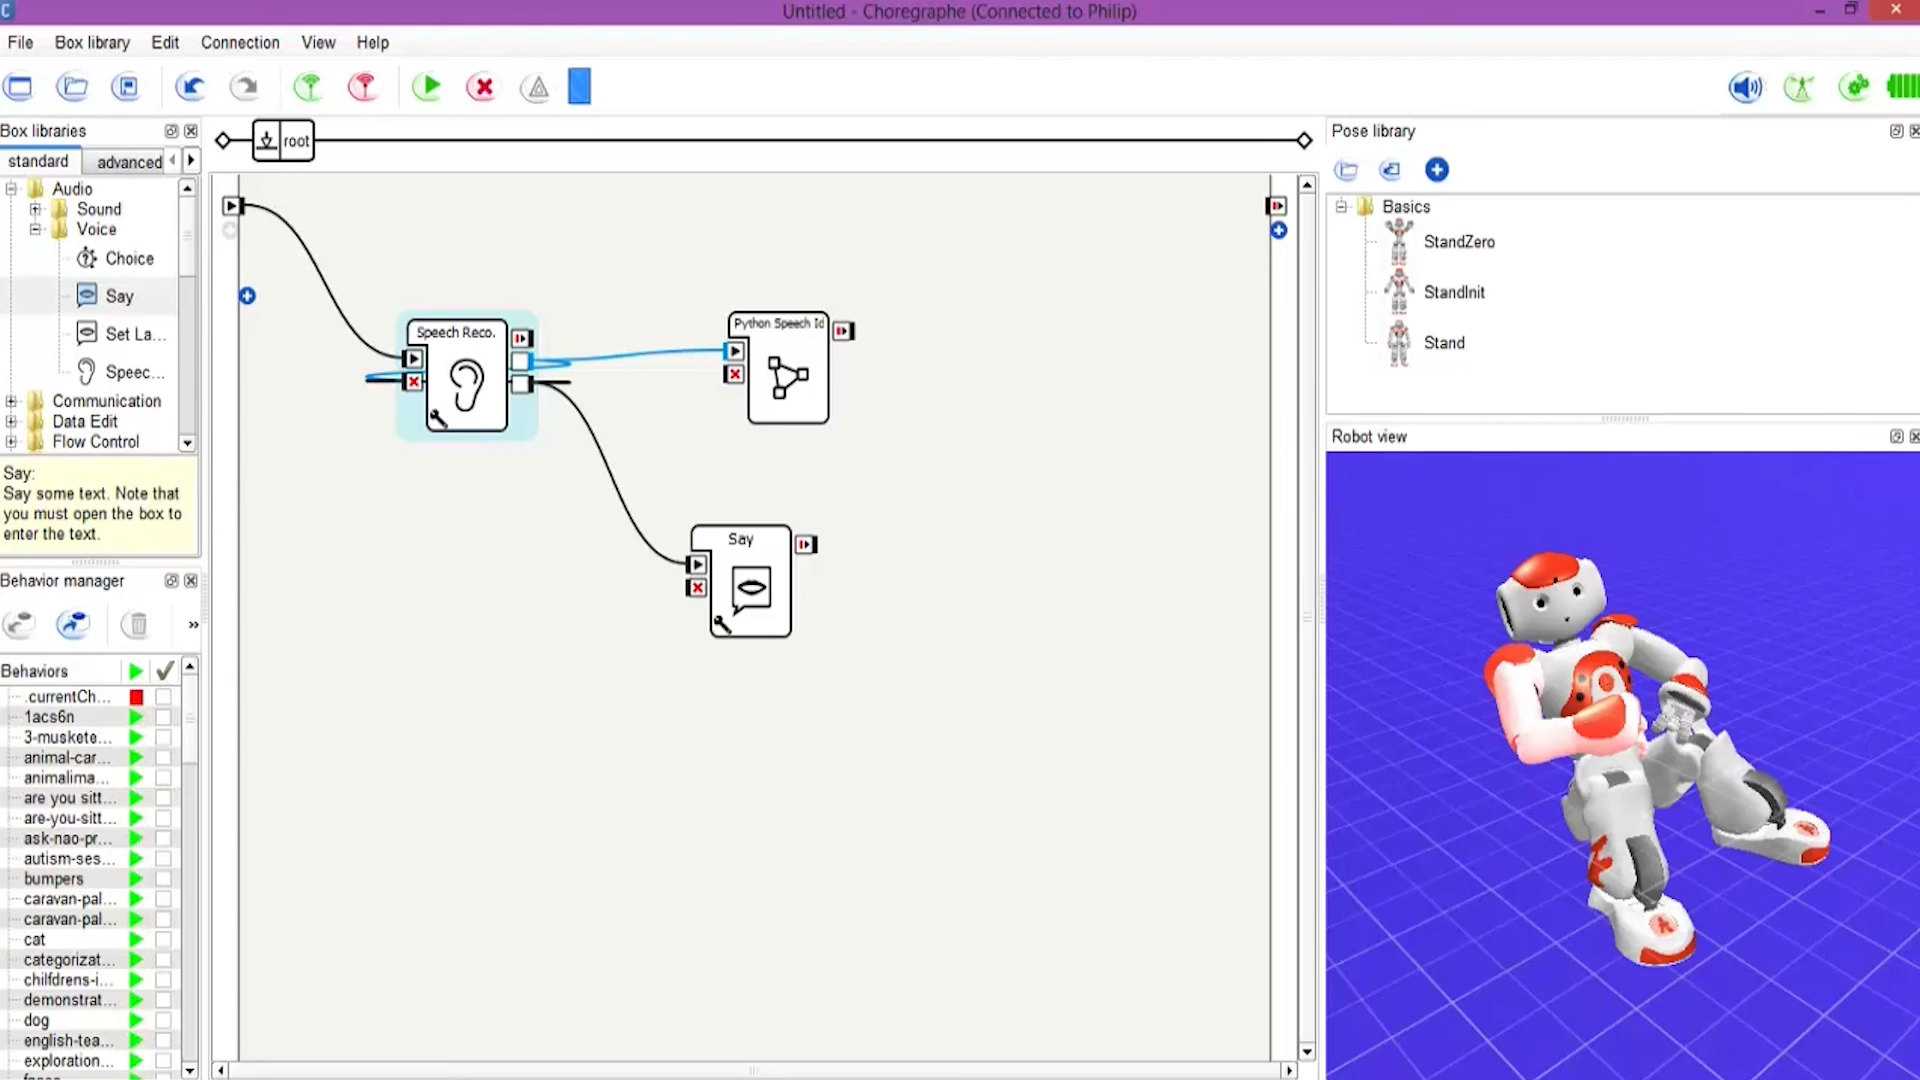 Untitled - Choregraphe (Connected to Philip)
File Box library Edit Connection View Help
Box libraries
standard advanced
Audio
Sound
Voice
Choice
Say
Set La...
Speec...
Communication
Data Edit
Flow Control
Say:
Say some text. Note that
you must open the box to
enter the text.
Behavior manager
»
Behaviors
.currentCh...
1acs6n
3-muskete...
animal-car...
animalima...
are you sitt...
are-you-sitt...
ask-nao-pr...
autism-ses...
bumpers
caravan-pal...
caravan-pal...
cat
categorizat...
chilfdrens-i...
demonstrat...
dog
english-tea...
exploration...
root
Speech Reco.
Python Speech Id
Say
Pose library
Basics
StandZero
StandInit
Stand
Robot view